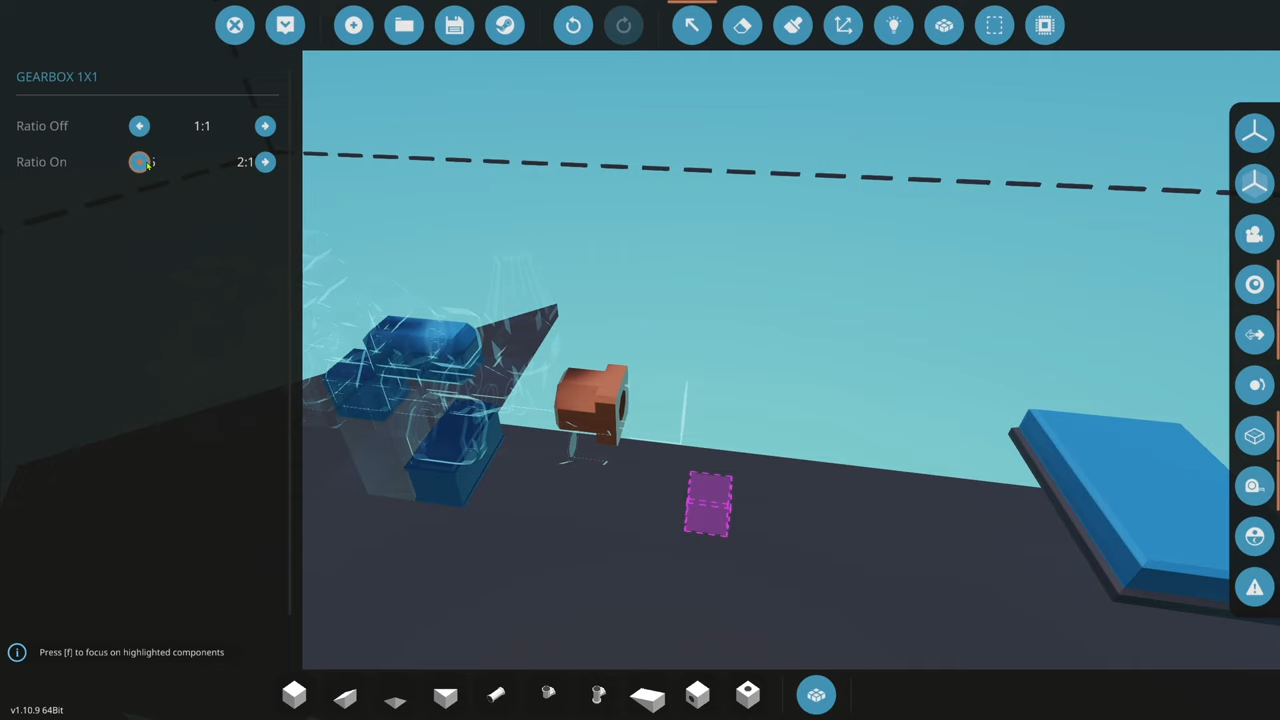 GEARBOX 1X1
Ratio Off 1:1
Ratio On 2:1
Press [f] to focus on highlighted components
v1.10.9 64Bit